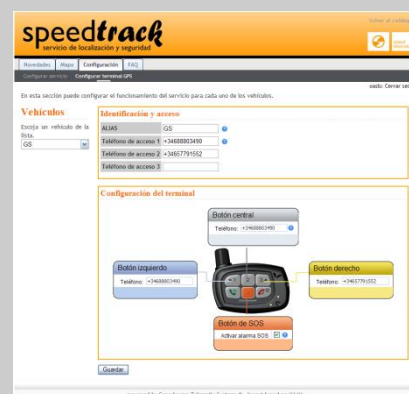 Volver al
speedtrack
servicio de localización y seguridad
Novedades Mapa Configuración FAQ
Configurar servicio Configurar terminal GPS
Cerrar
En esta sección puede configurar el funcionamiento del servicio para cada uno de los vehículos.
Vehículos
Escoja un vehículo de la
lista.
GS
Identificación y acceso
ALIAS GS
Teléfono de acceso 1 +34688803490
Teléfono de acceso 2 +34657791552
Teléfono de acceso 3
Configuración del terminal
Botón central
Teléfono: +34688803490
Botón izquierdo
Teléfono: +34688803490
Botón derecho
Teléfono: +34657791552
Botón de SOS
Activar alarma SOS
Guardar